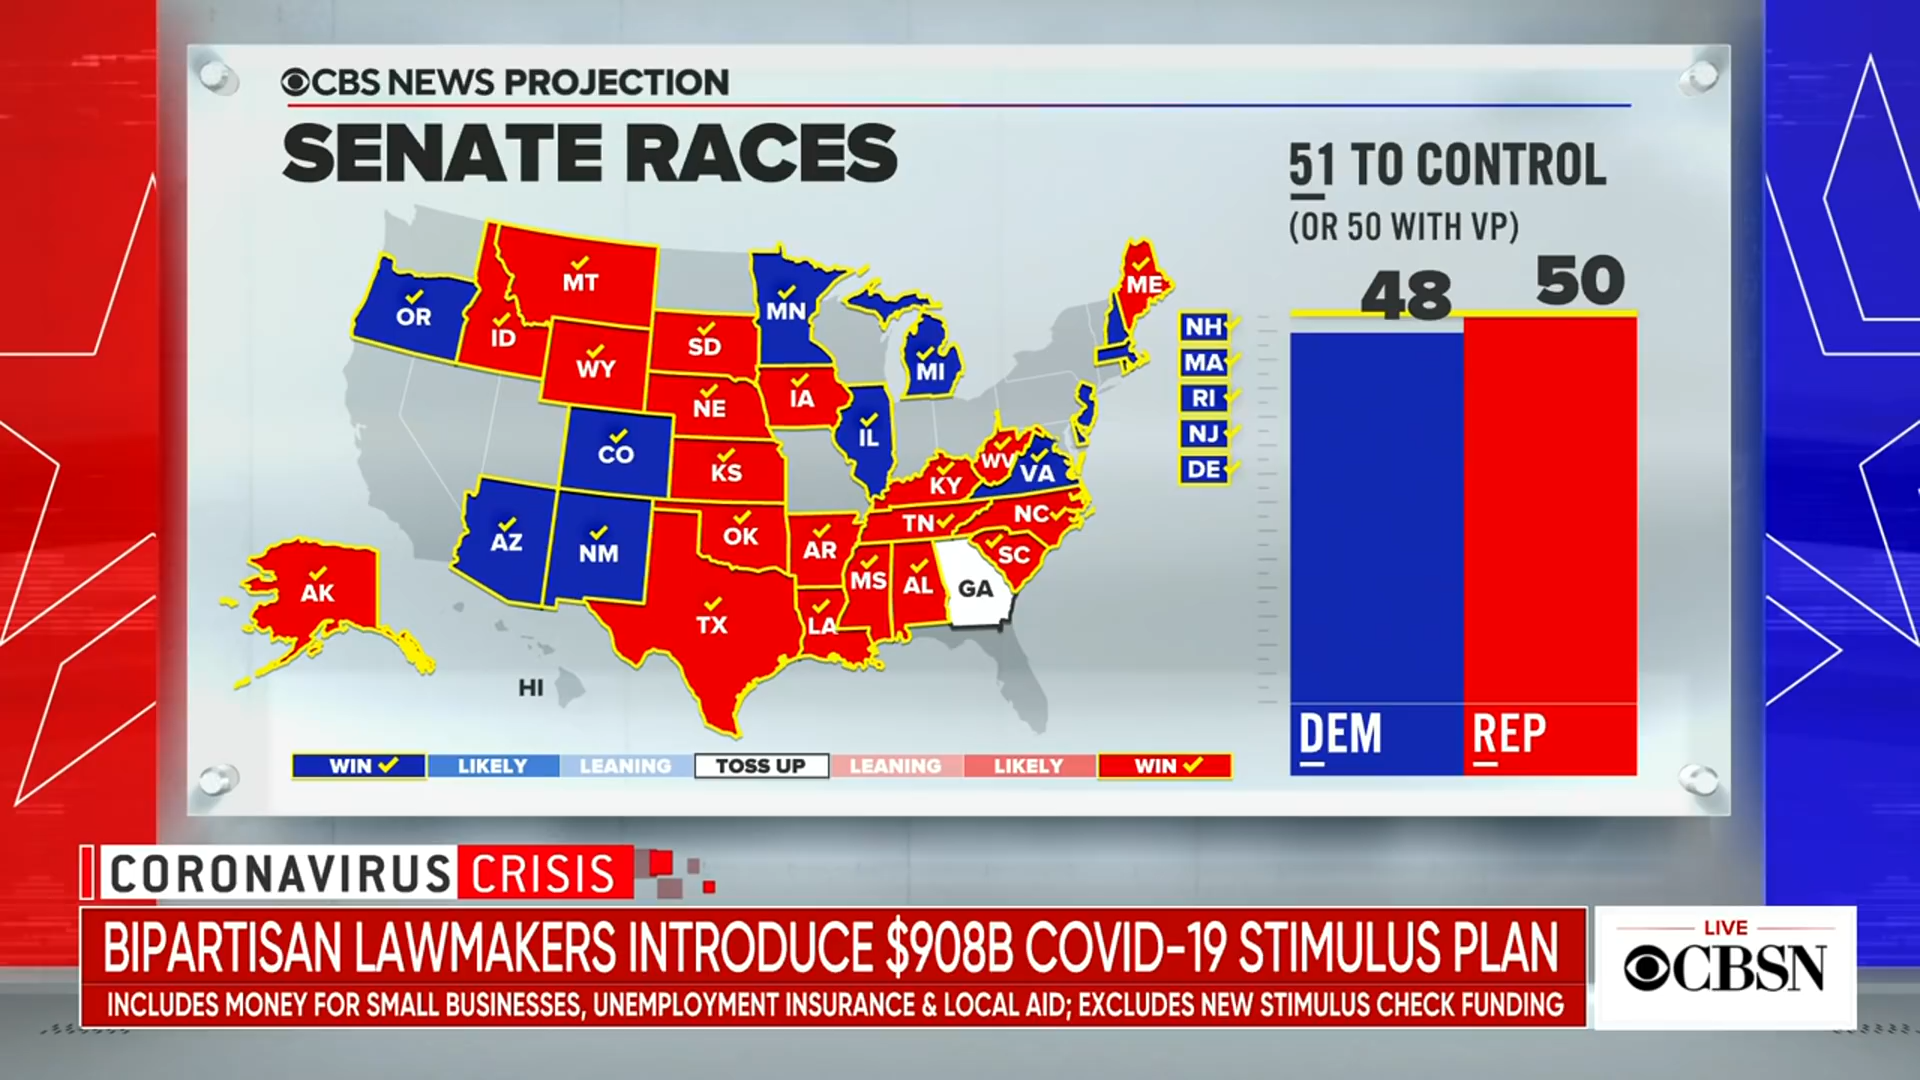 CBS NEWS PROJECTION
SENATE RACES
51 TO CONTROL
(OR 50 WITH VP)
48
50
MT
OR
ID
WY
SD
NE
MN
IA
MI
IL
ME
NH
MA
RI
NJ
DE
CO
KS
KY
WV
VA
AZ
NM
OK
AR
TN
NC
SC
MS
AL
GA
TX
LA
AK
HI
DEM
REP
WIN
LIKELY
LEANING
TOSS UP
LEANING
LIKELY
WIN
CORONAVIRUS CRISIS
BIPARTISAN LAWMAKERS INTRODUCE $908B COVID-19 STIMULUS PLAN
INCLUDES MONEY FOR SMALL BUSINESSES, UNEMPLOYMENT INSURANCE & LOCAL AID; EXCLUDES NEW STIMULUS CHECK FUNDING
LIVE
CBSN